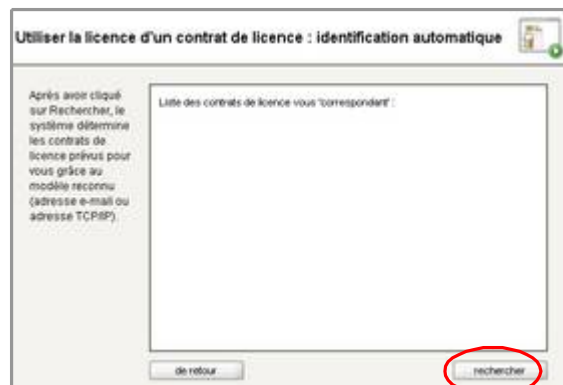 Utiliser la licence d'un contrat de licence : identification automatique
Après avoir cliqué
sur Rechercher, le
système détermine
les contrats de
licence prévus pour
vous grâce au
modèle reconnu
(adresse e-mail ou
adresse TCP/IP).
Liste des contrats de licence vous 'correspondant' :
de retour
rechercher